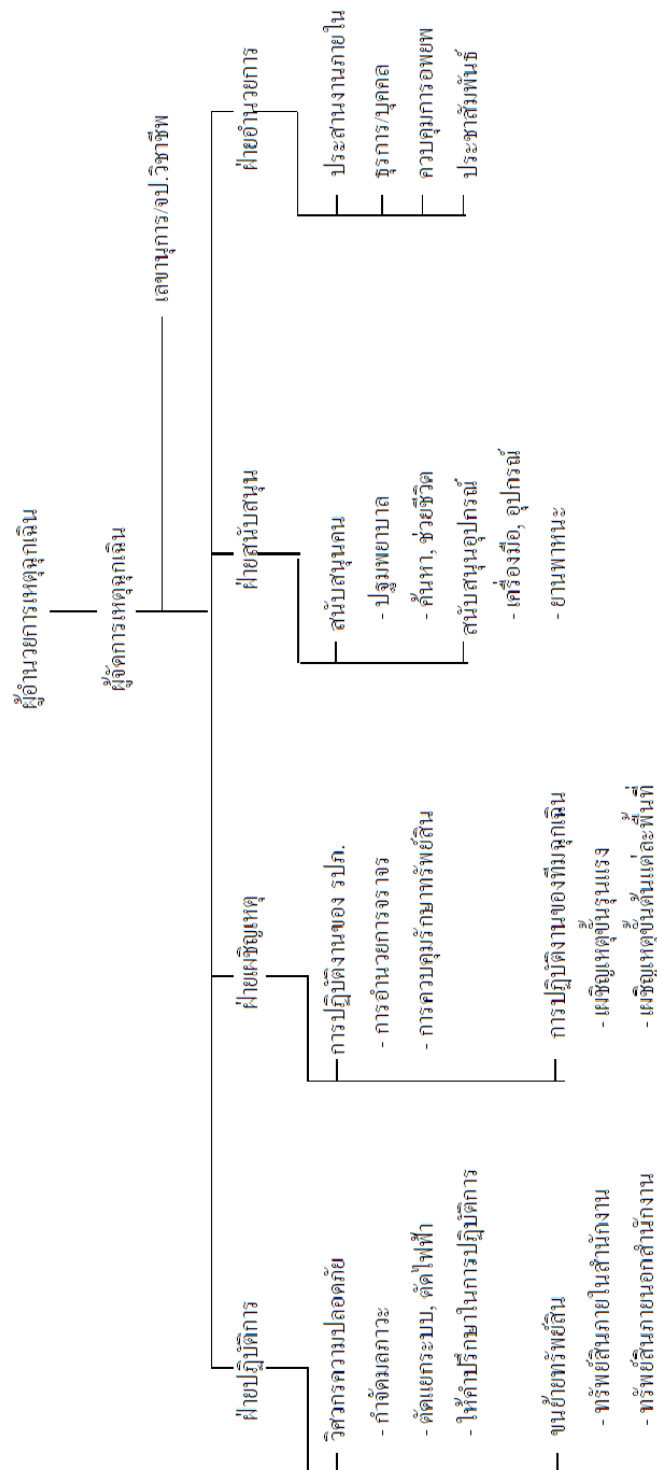 ผู้อำนวยการเหตุฉุกเฉิน
ผู้จัดการเหตุฉุกเฉิน
เลขานุการ/จป.วิชาชีพ
ฝ่ายปฏิบัติการ
วิศวกรความปลอดภัย
- กำจัดมลภาวะ
- ตัดแยกระบบ, ตัดไฟฟ้า
- ให้คำปรึกษาในการปฏิบัติการ
ขนย้ายทรัพย์สิน
- ทรัพย์สินภายในสำนักงาน
- ทรัพย์สินภายนอกสำนักงาน
ฝ่ายเผชิญเหตุ
การปฏิบัติงานของ รปภ.
- การอำนวยการจราจร
- การควบคุมรักษาทรัพย์สิน
การปฏิบัติงานของทีมฉุกเฉิน
- เผชิญเหตุขั้นรุนแรง
- เผชิญเหตุขั้นต้นแต่ละพื้นที่
ฝ่ายสนับสนุน
สนับสนุนคน
- ปฐมพยาบาล
- ค้นหา, ช่วยชีวิต
สนับสนุนอุปกรณ์
- เครื่องมือ, อุปกรณ์
- ยานพาหนะ
ฝ่ายอำนวยการ
ประสานงานภายใน
ธุรการ/บุคคล
ควบคุมการอพยพ
ประชาสัมพันธ์